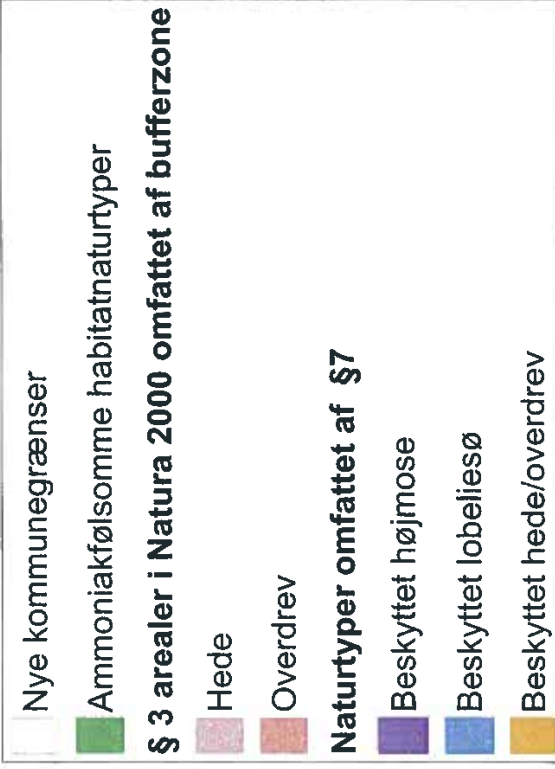 Nye kommunegrænser
Ammoniakfølsomme habitatnaturtyper
§ 3 arealer i Natura 2000 omfattet af bufferzone
Hede
Overdrev
Naturtyper omfattet af §7
Beskyttet højmose
Beskyttet lobeliesø
Beskyttet hede/overdrev